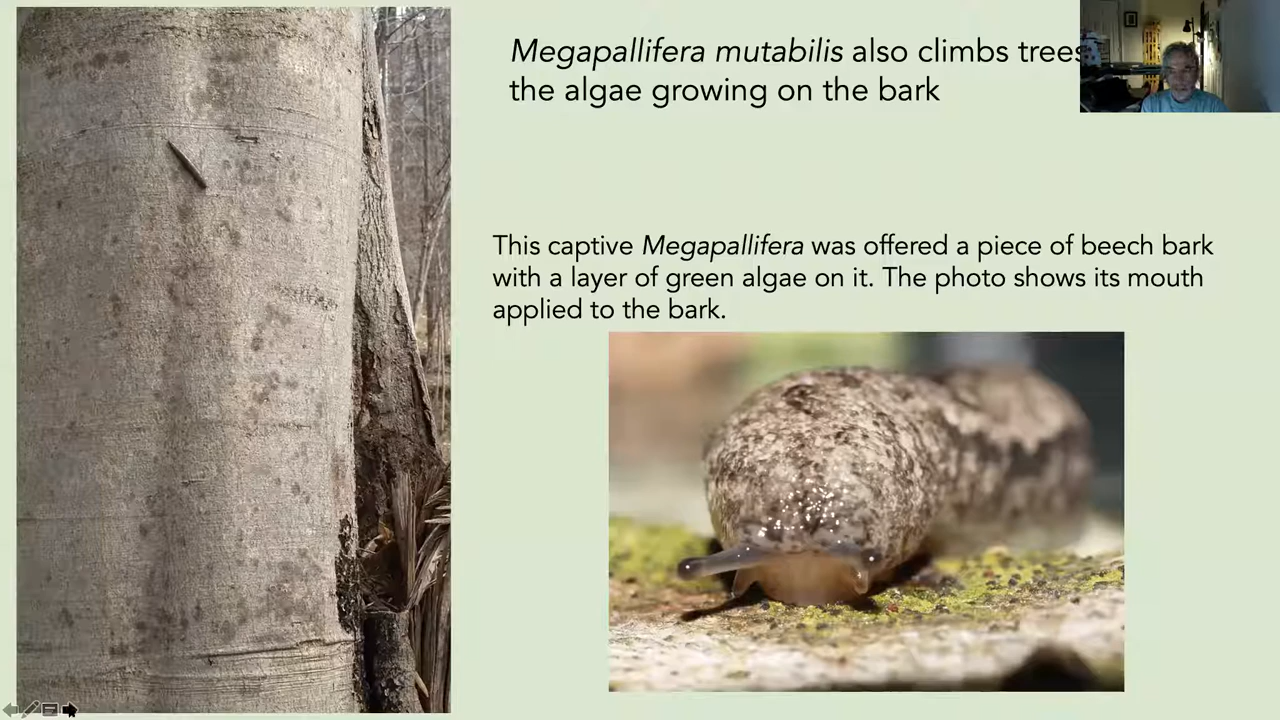 Megapallifera mutabilis also climbs trees
the algae growing on the bark
This captive Megapallifera was offered a piece of beech bark
with a layer of green algae on it. The photo shows its mouth
applied to the bark.